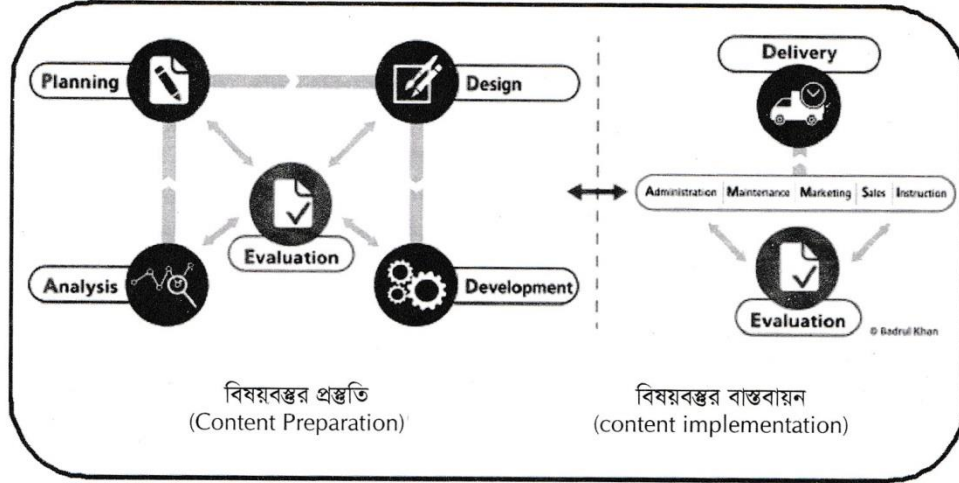 Planning
Design
Evaluation
Analysis
Development
Delivery
Administration Maintenance Marketing Sales Instruction
Evaluation
© Badrul Khan
বিষয়বস্তুর প্রস্তুতি
(Content Preparation)
বিষয়বস্তুর বাস্তবায়ন
(content implementation)